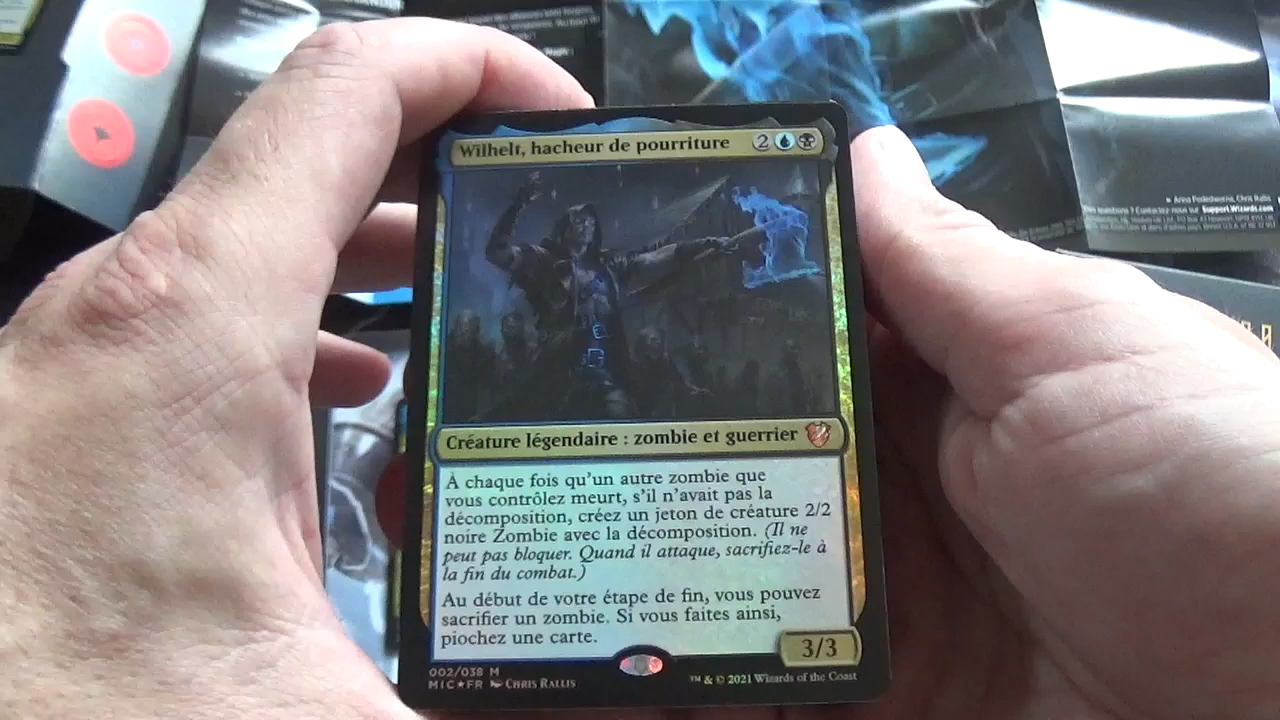 Wilhelt, hacheur de pourriture 2
Créature légendaire : zombie et guerrier
À chaque fois qu'un autre zombie que
vous contrôlez meurt, s'il n'avait pas la
décomposition, créez un jeton de créature 2/2
noire Zombie avec la décomposition. (Il ne
peut pas bloquer. Quand il attaque, sacrifiez-le à
la fin du combat.)
Au début de votre étape de fin, vous pouvez
sacrifier un zombie. Si vous faites ainsi,
piochez une carte.
3/3
002/038 M
MIC★FR Chris Rallis
™ & © 2021 Wizards of the Coast
Support.Wizards.com